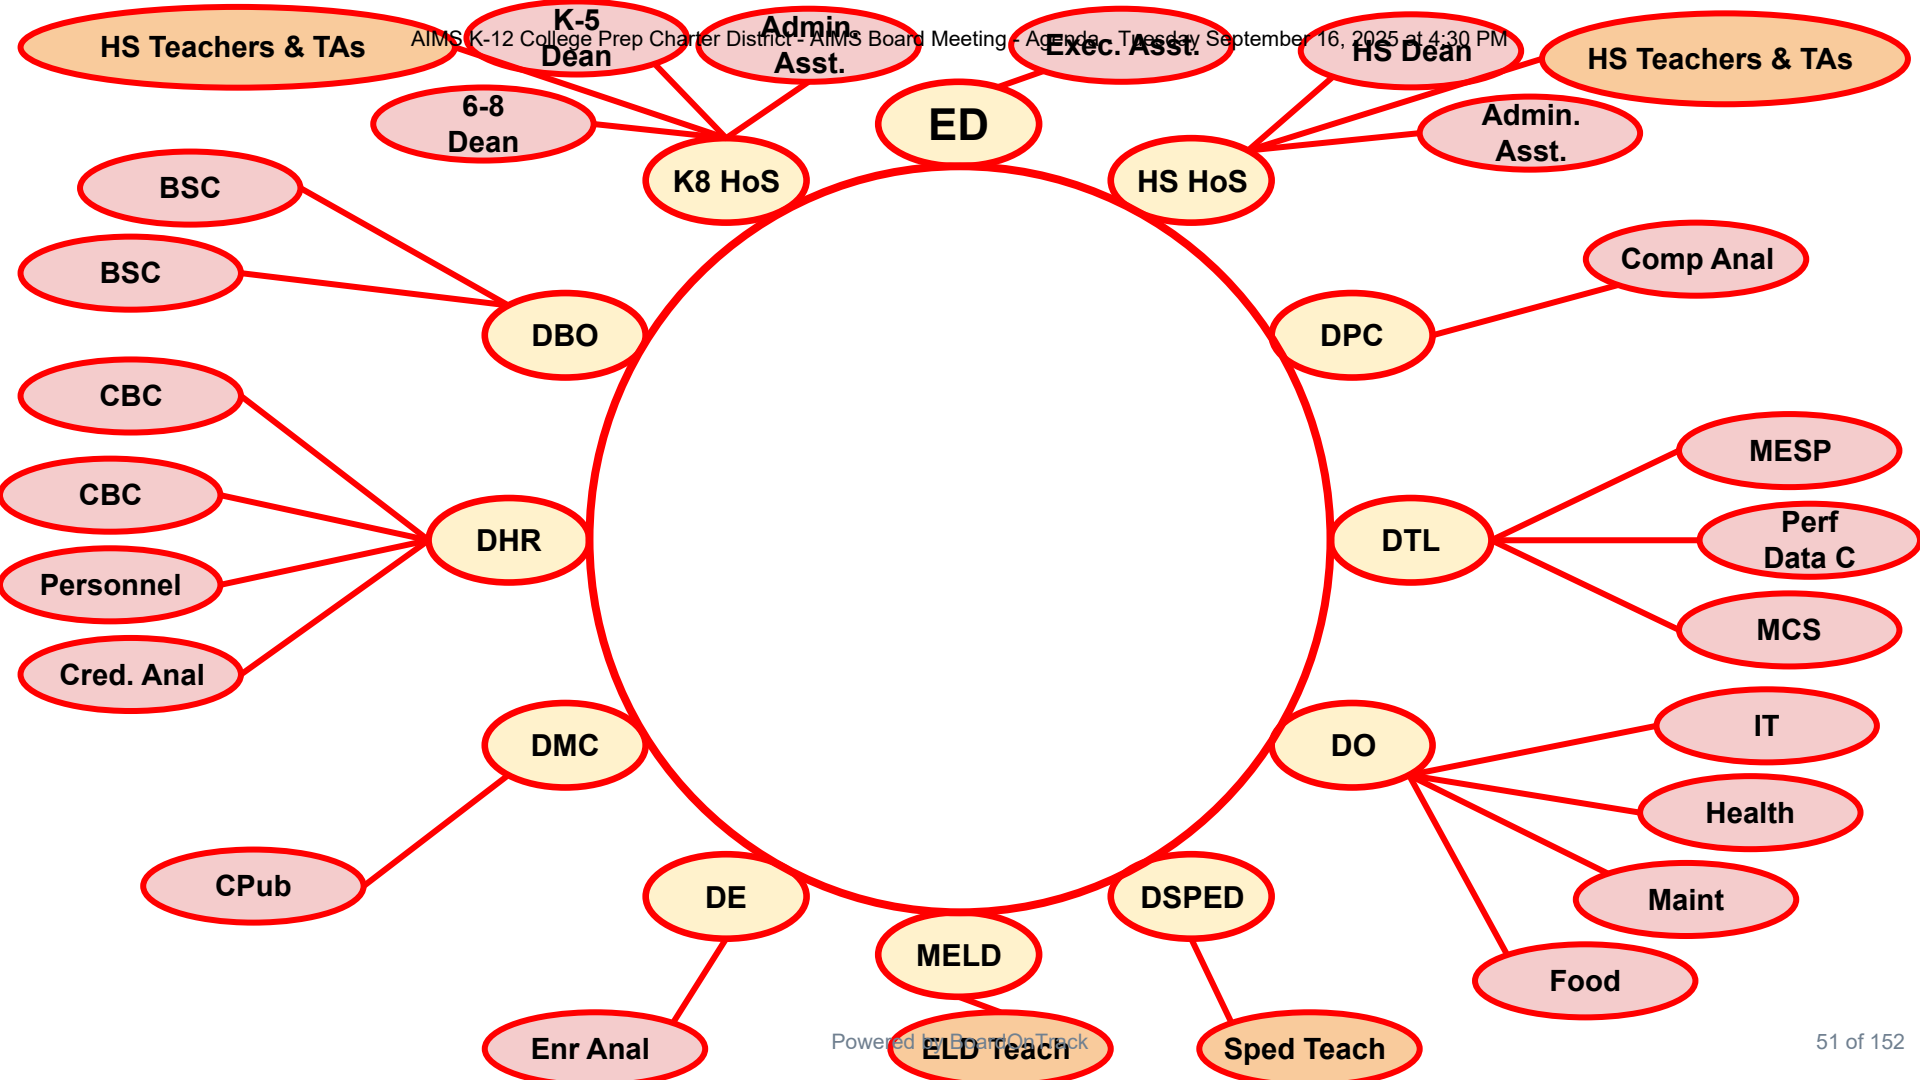 AIMS K-12 College Prep Charter District - AIMS Board Meeting - Agenda - Tuesday September 16, 2025 at 4:30 PM
HS Teachers & TAs
K-5
Dean
Admin.
Asst.
Exec. Asst.
HS Dean
HS Teachers & TAs
6-8
Dean
ED
Admin.
Asst.
K8 HoS
HS HoS
BSC
BSC
DBO
DPC
Comp Anal
CBC
CBC
Personnel
Cred. Anal
DHR
DTL
MESP
Perf
Data C
MCS
DMC
DO
IT
Health
Maint
Food
CPub
DE
MELD
DSPED
Enr Anal
ELD Teach
Sped Teach
Powered by BoardOnTrack
51 of 152